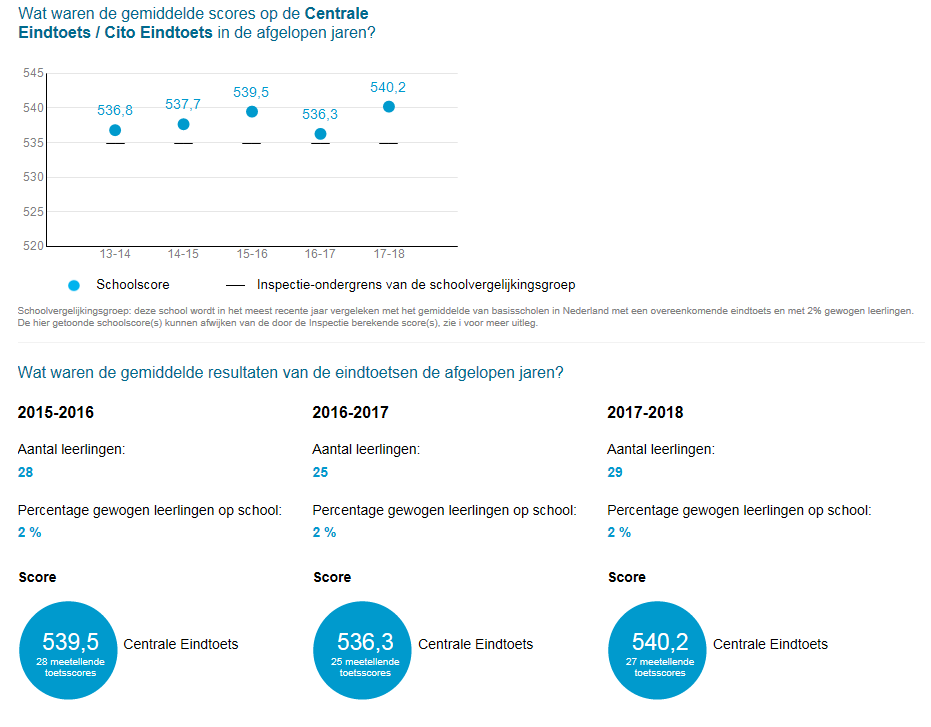 Wat waren de gemiddelde scores op de Centrale
Eindtoets / Cito Eindtoets in de afgelopen jaren?
545
540
535
530
525
520
536,8
537,7
539,5
536,3
540,2
13-14 14-15 15-16 16-17 17-18
Schoolscore Inspectie-ondergrens van de schoolvergelijkingsgroep
Schoolvergelijkingsgroep: deze school wordt in het meest recente jaar vergeleken met het gemiddelde van basisscholen in Nederland met een overeenkomende eindtoets en met 2% gewogen leerlingen.
De hier getoonde schoolscore(s) kunnen afwijken van de door de Inspectie berekende score(s), zie i voor meer uitleg.
Wat waren de gemiddelde resultaten van de eindtoetsen de afgelopen jaren?
2015-2016
Aantal leerlingen:
28
Percentage gewogen leerlingen op school:
2 %
Score
539,5
28 meetellende
toetsscores
Centrale Eindtoets
2016-2017
Aantal leerlingen:
25
Percentage gewogen leerlingen op school:
2 %
Score
536,3
25 meetellende
toetsscores
Centrale Eindtoets
2017-2018
Aantal leerlingen:
29
Percentage gewogen leerlingen op school:
2 %
Score
540,2
27 meetellende
toetsscores
Centrale Eindtoets